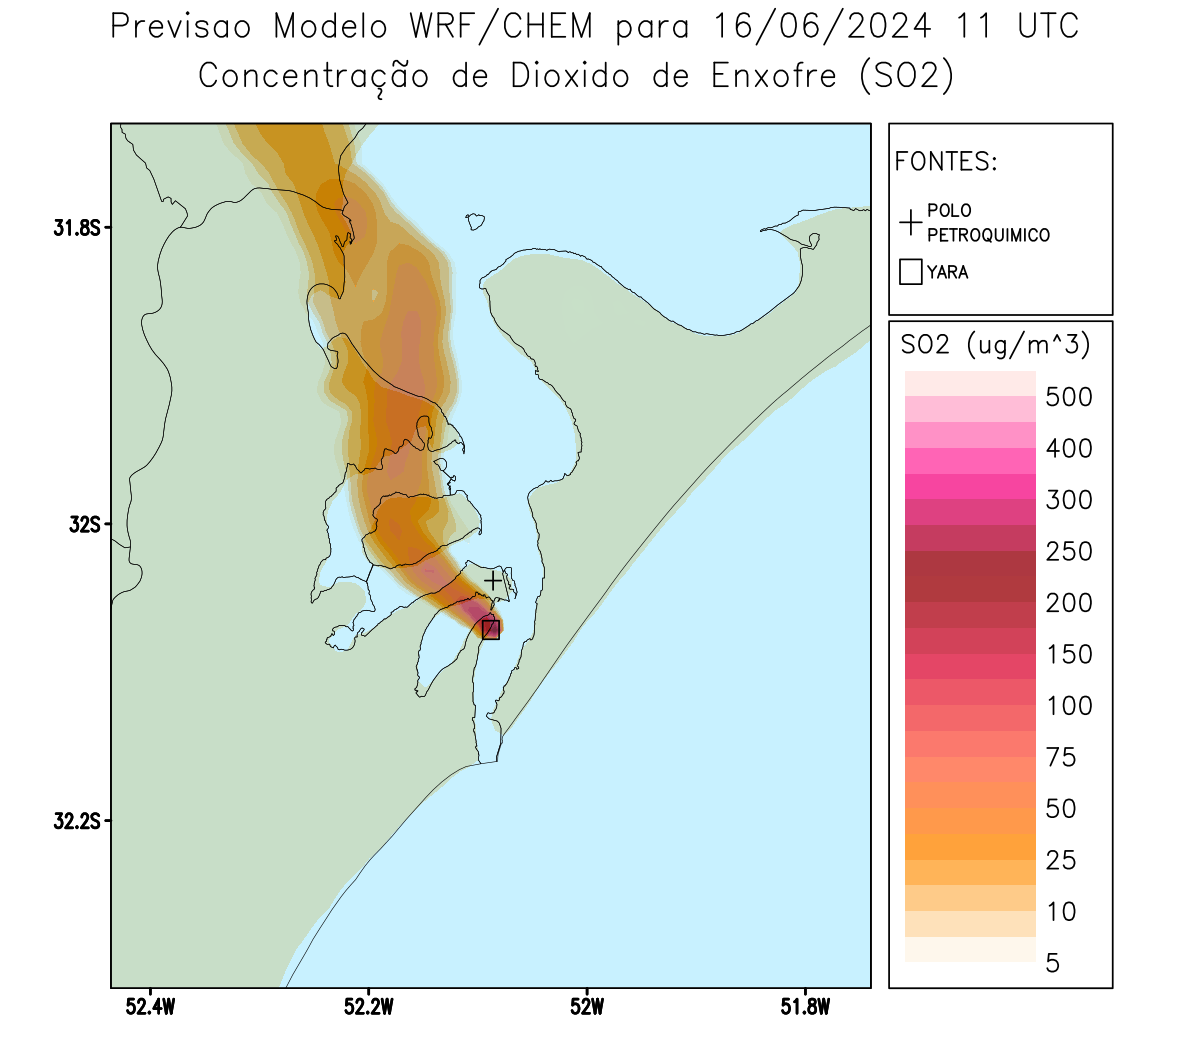 Previsao Modelo WRF/CHEM para 16/06/2024 11 UTC
Concentração de Dioxido de Enxofre (SO2)
FONTES:
POLO
PETROQUIMICO
YARA
SO2 (ug/m^3)
500
400
300
250
200
150
100
75
50
25
10
5
31.8S
32S
32.2S
52.4W
52.2W
52W
51.8W